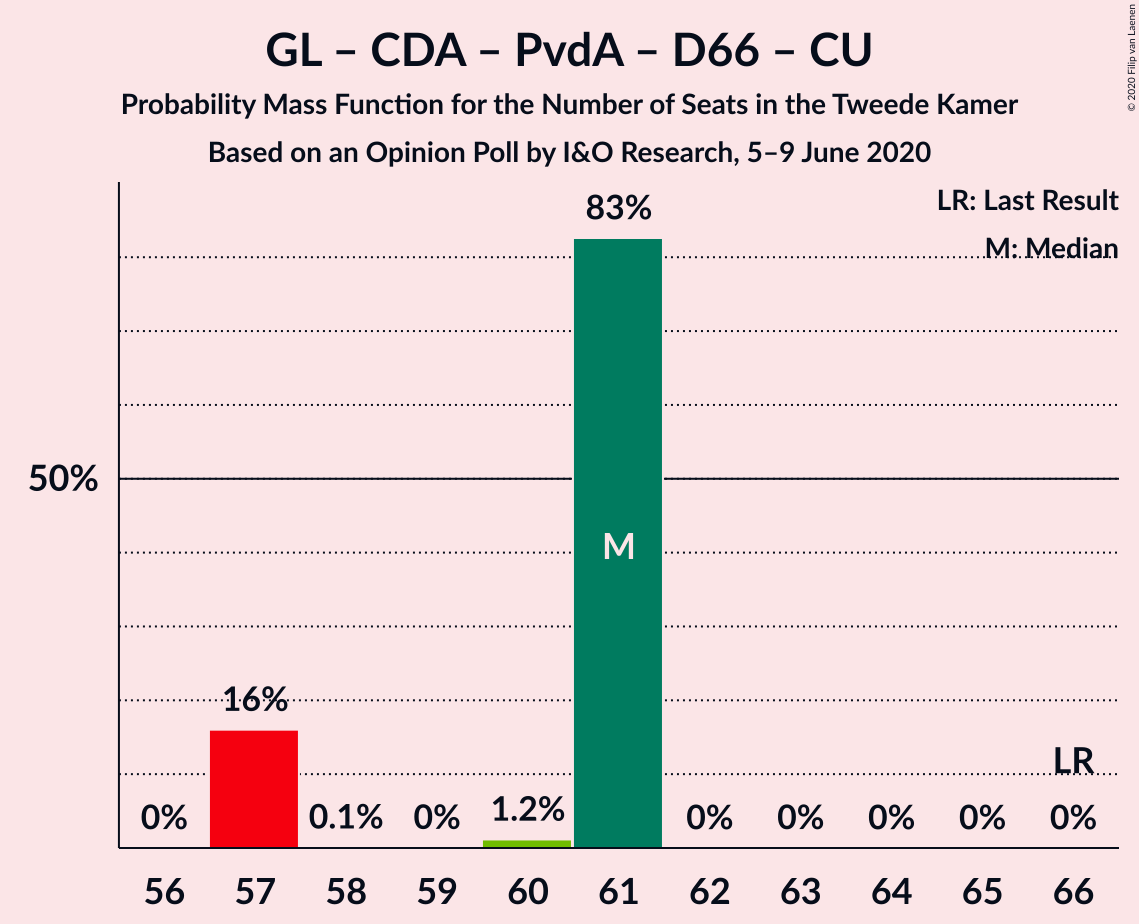 GL – CDA – PvdA – D66 – CU
Probability Mass Function for the Number of Seats in the Tweede Kamer
Based on an Opinion Poll by I&O Research, 5–9 June 2020
© 2020 Filip van Laenen
LR: Last Result
M: Median
83%
50%
M
16%
LR
0% 0.1% 0% 1.2% 0% 0% 0% 0% 0%
56 57 58 59 60 61 62 63 64 65 66